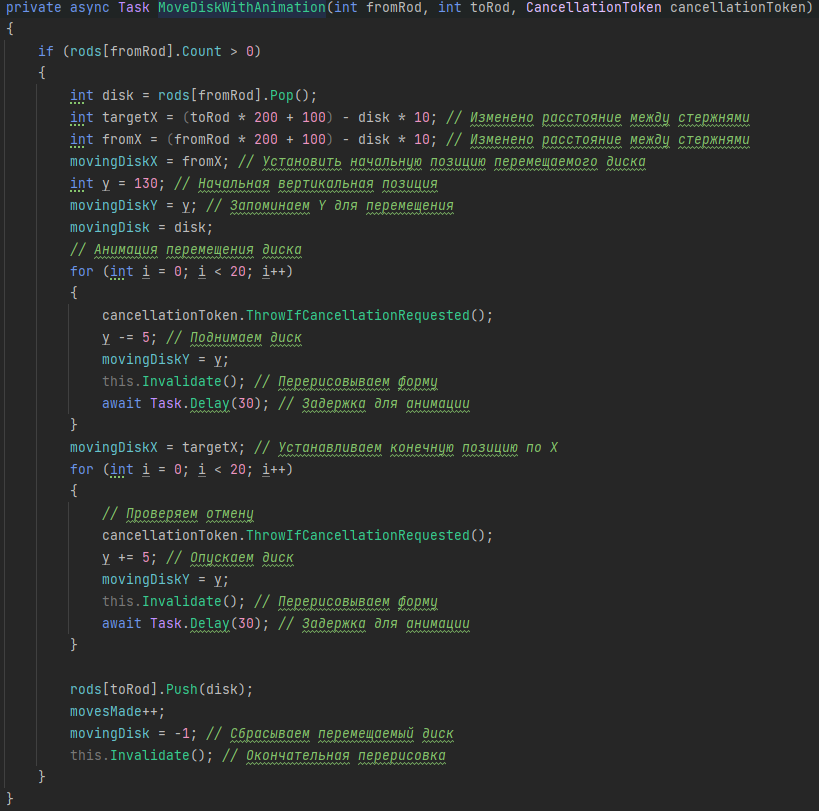 private async Task MoveDiskWithAnimation(int fromRod, int toRod, CancellationToken cancellationToken)
{
    if (rods[fromRod].Count > 0)
    {
        int disk = rods[fromRod].Pop();
        int targetX = (toRod * 200 + 100) - disk * 10; // Изменено расстояние между стержнями
        int fromX = (fromRod * 200 + 100) - disk * 10; // Изменено расстояние между стержнями
        movingDiskX = fromX; // Установить начальную позицию перемещаемого диска
        int y = 130; // Начальная вертикальная позиция
        movingDiskY = y; // Запоминаем Y для перемещения
        movingDisk = disk;
        // Анимация перемещения диска
        for (int i = 0; i < 20; i++)
        {
            cancellationToken.ThrowIfCancellationRequested();
            y -= 5; // Поднимаем диск
            movingDiskY = y;
            this.Invalidate(); // Перерисовываем форму
            await Task.Delay(30); // Задержка для анимации
        }
        movingDiskX = targetX; // Устанавливаем конечную позицию по X
        for (int i = 0; i < 20; i++)
        {
            // Проверяем отмену
            cancellationToken.ThrowIfCancellationRequested();
            y += 5; // Опускаем диск
            movingDiskY = y;
            this.Invalidate(); // Перерисовываем форму
            await Task.Delay(30); // Задержка для анимации
        }

        rods[toRod].Push(disk);
        movesMade++;
        movingDisk = -1; // Сбрасываем перемещаемый диск
        this.Invalidate(); // Окончательная перерисовка
    }
}